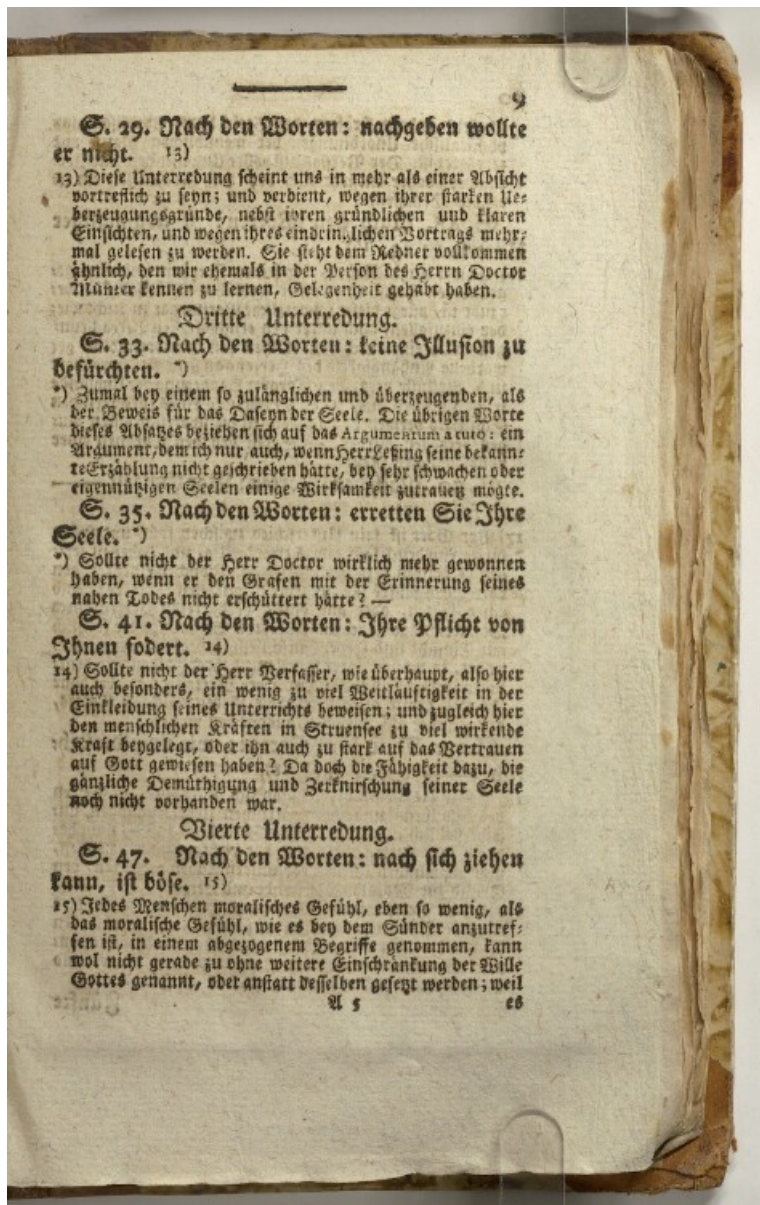 9
S. 29. Nach den Worten: nachgeben wollte
er nicht. 13)
13) Diese Unterredung scheint uns in mehr als einer Absicht
vortreflich zu seyn; und verdient, wegen ihrer starken Ue-
berzeugungsgründe, nebst ihren gründlichen und klaren
Einsichten, und wegen ihres eindringlichen Vortrags mehr-
mal gelesen zu werden. Sie sieht dem Redner vollkommen
ähnlich, den wir ehemals in der Person des Herrn Doctor
Münter kennen zu lernen, Gelegenheit gehabt haben.
Dritte Unterredung.
S. 33. Nach den Worten: keine Illusion zu
befürchten. *)
*) Zumal bey einem so zulänglichen und überzeugenden, als
der Beweis für das Daseyn der Seele. Die übrigen Worte
dieses Absatzes beziehen sich auf das Argumentum a tuto: ein
Argument, dem ich nur auch, wenn Herr Leßing seine bekann-
te Erzählung nicht geschrieben hätte, bey sehr schwachen oder
eigennützigen Seelen einige Wirksamkeit zutrauen mögte.
S. 35. Nach den Worten: erretten Sie Ihre
Seele. *)
*) Sollte nicht der Herr Doctor wirklich mehr gewonnen
haben, wenn er den Grafen mit der Erinnerung seines
nahen Todes nicht erschüttert hätte? —
S. 41. Nach den Worten: Ihre Pflicht von
Ihnen fodert. 14)
14) Sollte nicht der Herr Verfasser, wie überhaupt, also hier
auch besonders, ein wenig zu viel Weitläuftigkeit in der
Einkleidung seines Unterrichts beweisen; und zugleich hier
den menschlichen Kräften in Struensee zu viel wirkende
Kraft beygelegt, oder ihn auch zu stark auf das Vertrauen
auf Gott gewiesen haben? Da doch die Fähigkeit dazu, die
gänzliche Demüthigung und Zerknirschung seiner Seele
noch nicht vorhanden war.
Vierte Unterredung.
S. 47. Nach den Worten: nach sich ziehen
kann, ist böse. 15)
15) Jedes Menschen moralisches Gefühl, eben so wenig, als
das moralische Gefühl, wie es bey dem Sünder anzutref-
fen ist, in einem abgezogenem Begriffe genommen, kann
wol nicht gerade zu ohne weitere Einschränkung der Wille
Gottes genannt, oder anstatt desselben gesetzt werden; weil
A 5 es